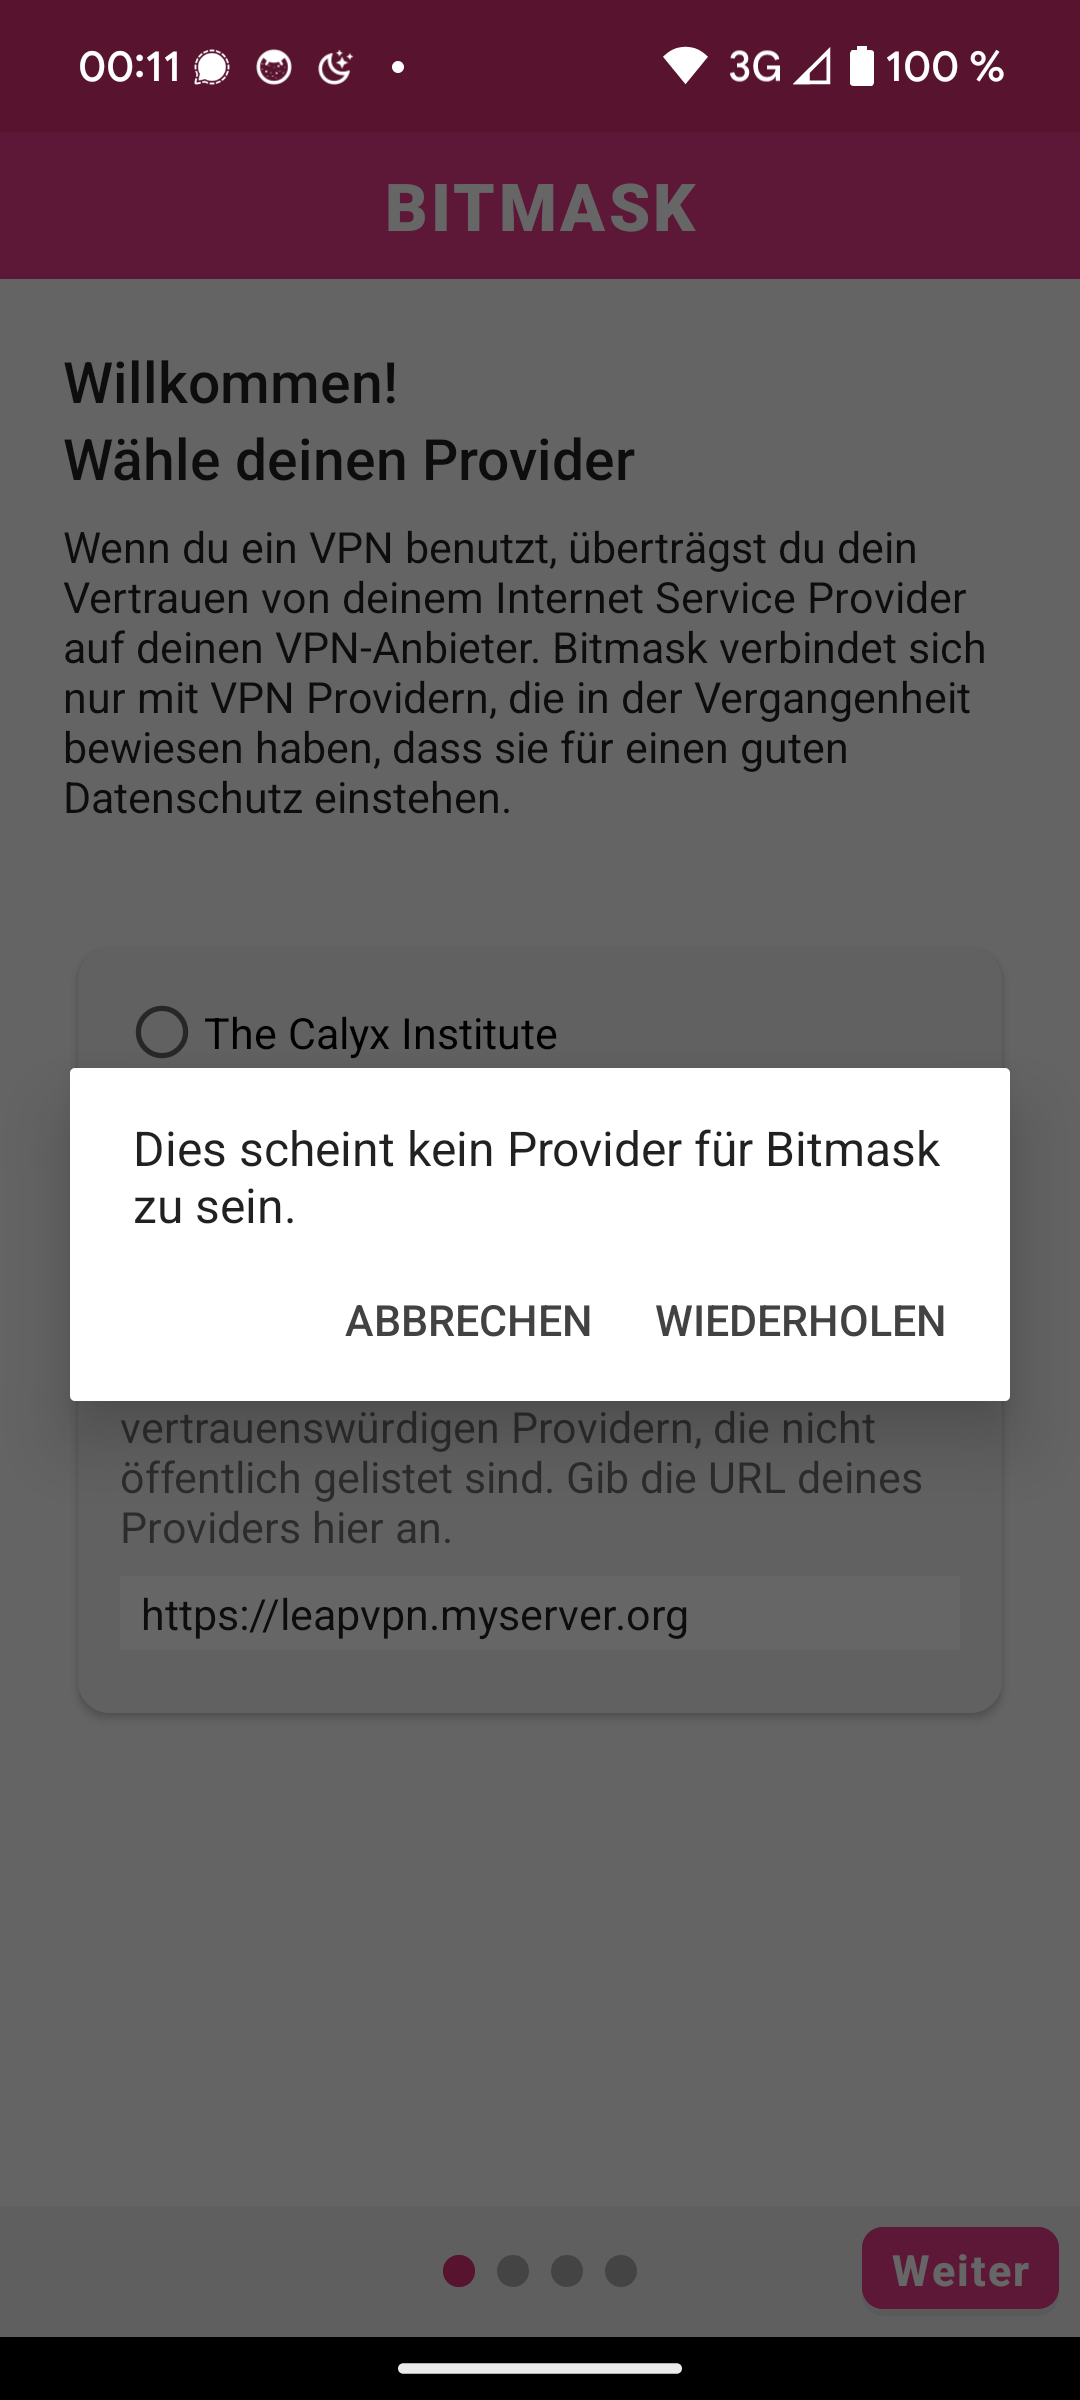 00:11 3G 100 %
BITMASK
Willkommen!
Wähle deinen Provider
Wenn du ein VPN benutzt, überträgst du dein
Vertrauen von deinem Internet Service Provider
auf deinen VPN-Anbieter. Bitmask verbindet sich
nur mit VPN Providern, die in der Vergangenheit
bewiesen haben, dass sie für einen guten
Datenschutz einstehen.
The Calyx Institute
Dies scheint kein Provider für Bitmask
zu sein.
ABBRECHEN WIEDERHOLEN
vertrauenswürdigen Providern, die nicht
öffentlich gelistet sind. Gib die URL deines
Providers hier an.
https://leapvpn.myserver.org
Weiter